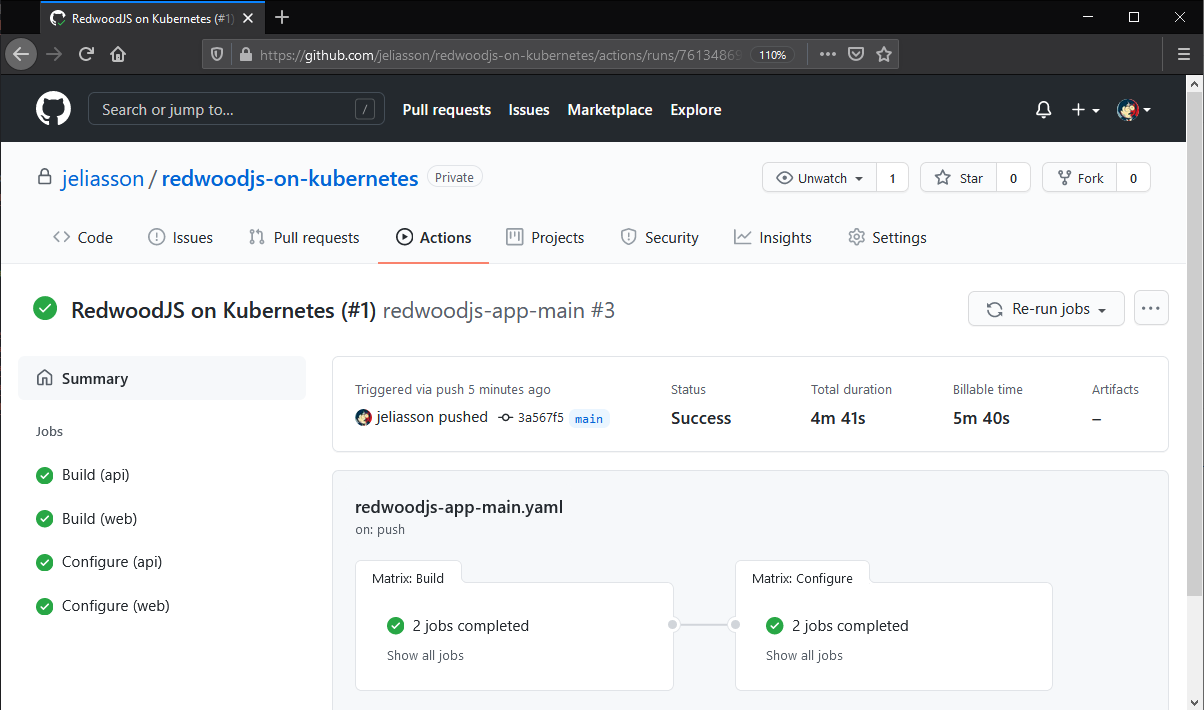 RedwoodJS on Kubernetes (#1)
https://github.com/jeliasson/redwoodjs-on-kubernetes/actions/runs/76134869
110%
Search or jump to... /
Pull requests Issues Marketplace Explore
jeliasson / redwoodjs-on-kubernetes Private
Unwatch 1 Star 0 Fork 0
Code Issues Pull requests Actions Projects Security Insights Settings
RedwoodJS on Kubernetes (#1) redwoodjs-app-main #3
Re-run jobs
Summary
Jobs
Build (api)
Build (web)
Configure (api)
Configure (web)
Triggered via push 5 minutes ago
jeliasson pushed 3a567f5 main
Status
Success
Total duration
4m 41s
Billable time
5m 40s
Artifacts
–
redwoodjs-app-main.yaml
on: push
Matrix: Build
2 jobs completed
Show all jobs
Matrix: Configure
2 jobs completed
Show all jobs